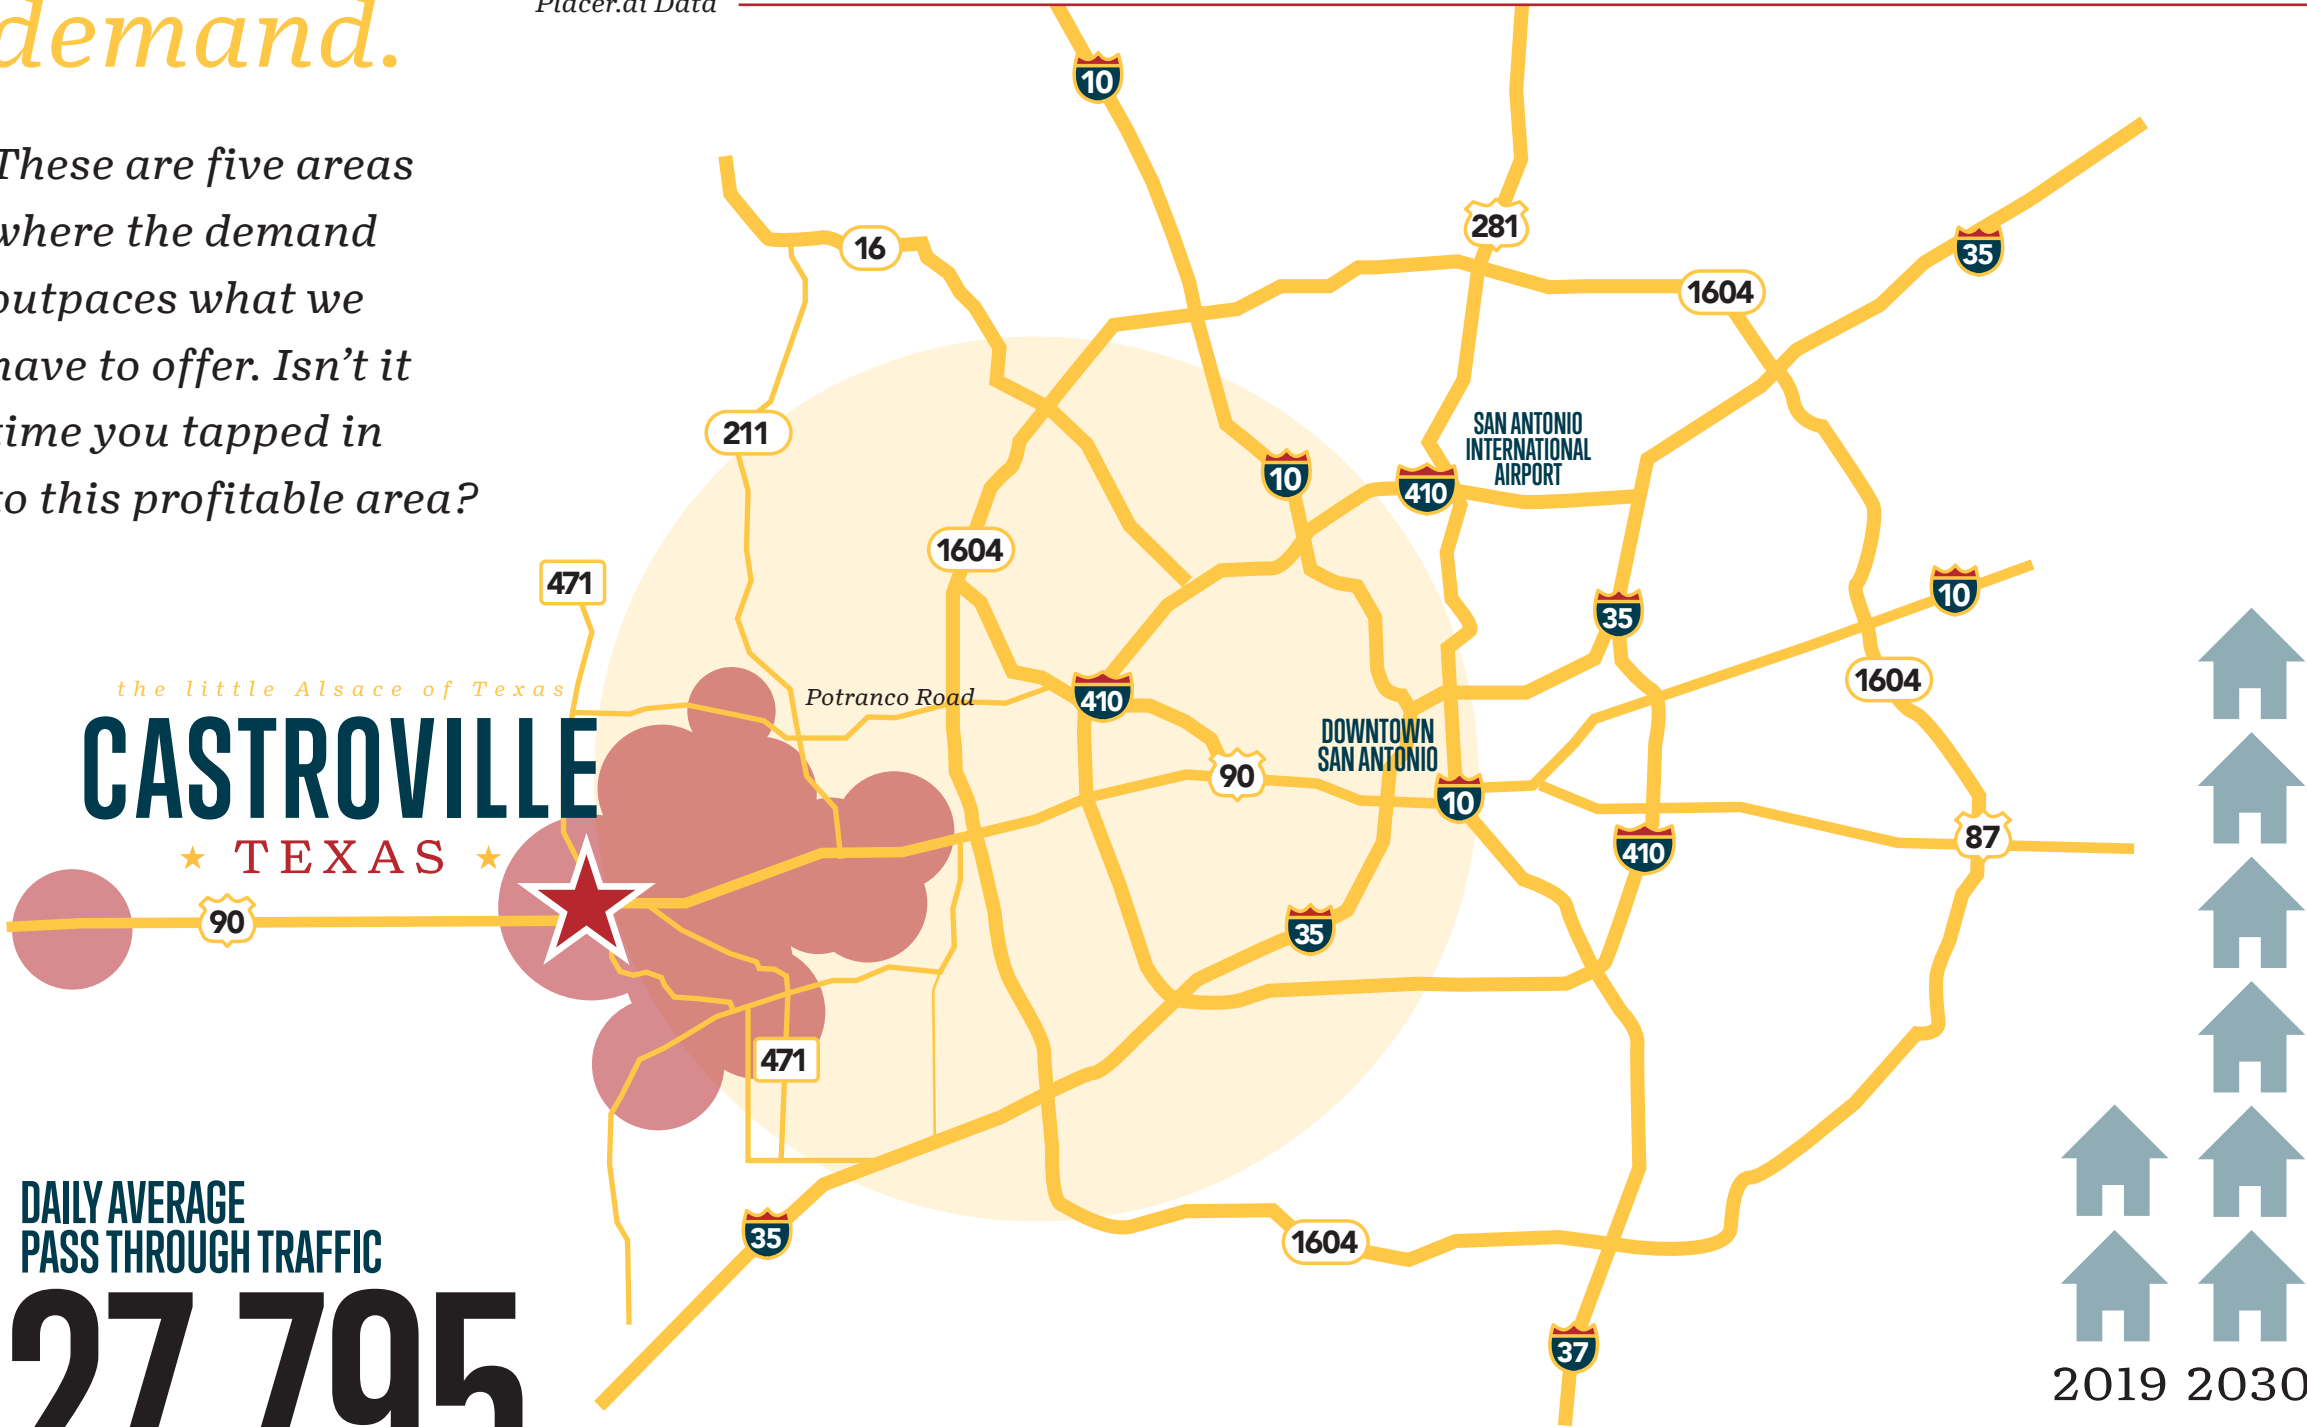 demand.
Placer.ai Data
These are five areas
where the demand
outpaces what we
have to offer. Isn't it
time you tapped in
to this profitable area?
10
281
35
16
1604
211
SAN ANTONIO
INTERNATIONAL
AIRPORT
10
410
1604
471
35
10
1604
the little Alsace of Texas
CASTROVILLE
★ TEXAS ★
Potranco Road
410
DOWNTOWN
SAN ANTONIO
90
10
410
87
90
35
471
DAILY AVERAGE
PASS THROUGH TRAFFIC
27,795
35
1604
37
2019 2030